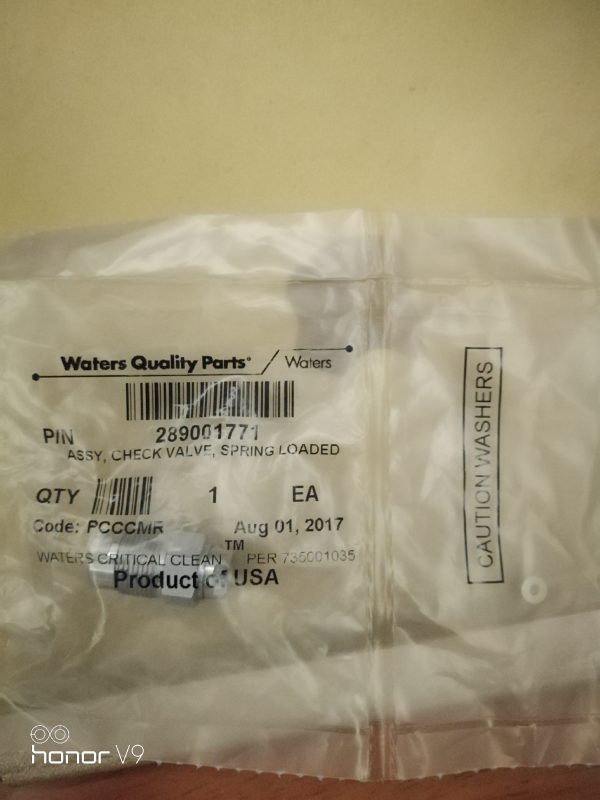 Waters Quality Parts® Waters
P/N 289001771
ASSY, CHECK VALVE, SPRING LOADED
QTY 1 EA
Code: PCCCMR Aug 01, 2017
WATERS CRITICAL CLEAN™ PER 735001035
Product of USA
CAUTION WASHERS
honor V9